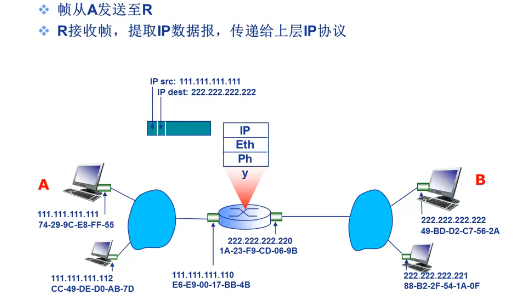 帧从A发送至R
R接收帧，提取IP数据报，传递给上层IP协议
IP src: 111.111.111.111
IP dest: 222.222.222.222
IP
Eth
Ph
y
A
B
111.111.111.111
74-29-9C-E8-FF-55
222.222.222.222
49-BD-D2-C7-56-2A
222.222.222.220
1A-23-F9-CD-06-9B
111.111.111.112
CC-49-DE-D0-AB-7D
111.111.111.110
E6-E9-00-17-BB-4B
222.222.222.221
88-B2-2F-54-1A-0F